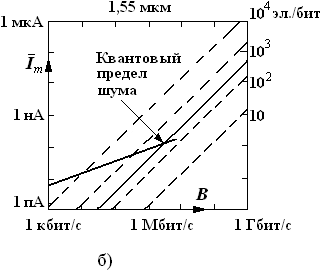 1,55 мкм
1 мкА
10⁴ эл./бит
Квантовый
предел
шума
10³
Īₘ
10²
1 нА
10
B
1 пА
1 кбит/с
1 Мбит/с
1 Гбит/с
б)